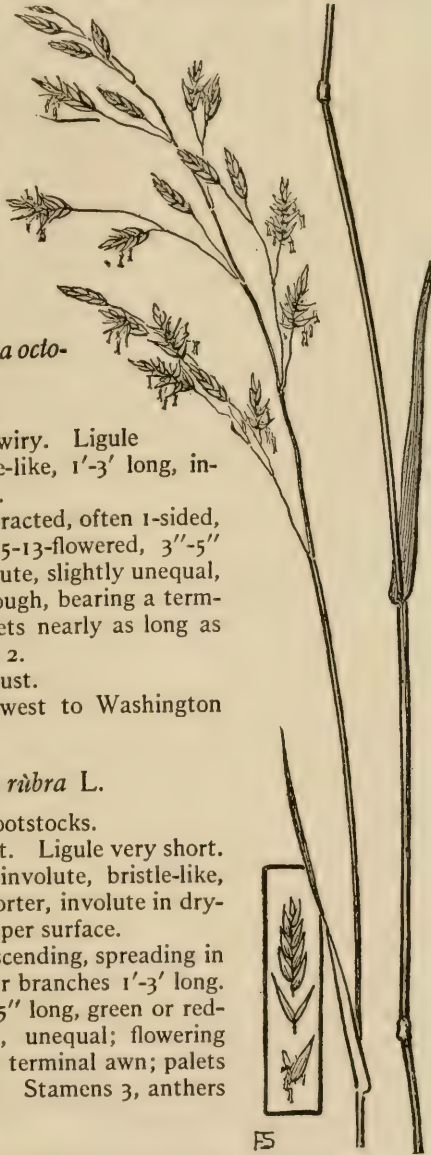 a octo-
wiry. Ligule
e-like, 1'-3' long, in-
racted, often 1-sided,
5-13-flowered, 3''-5''
ute, slightly unequal,
ough, bearing a term-
ets nearly as long as
2.
ust.
west to Washington
rùbra L.
ootstocks.
t. Ligule very short.
involute, bristle-like,
orter, involute in dry-
per surface.
scending, spreading in
r branches 1'-3' long.
5'' long, green or red-
, unequal; flowering
terminal awn; palets
Stamens 3, anthers
FS